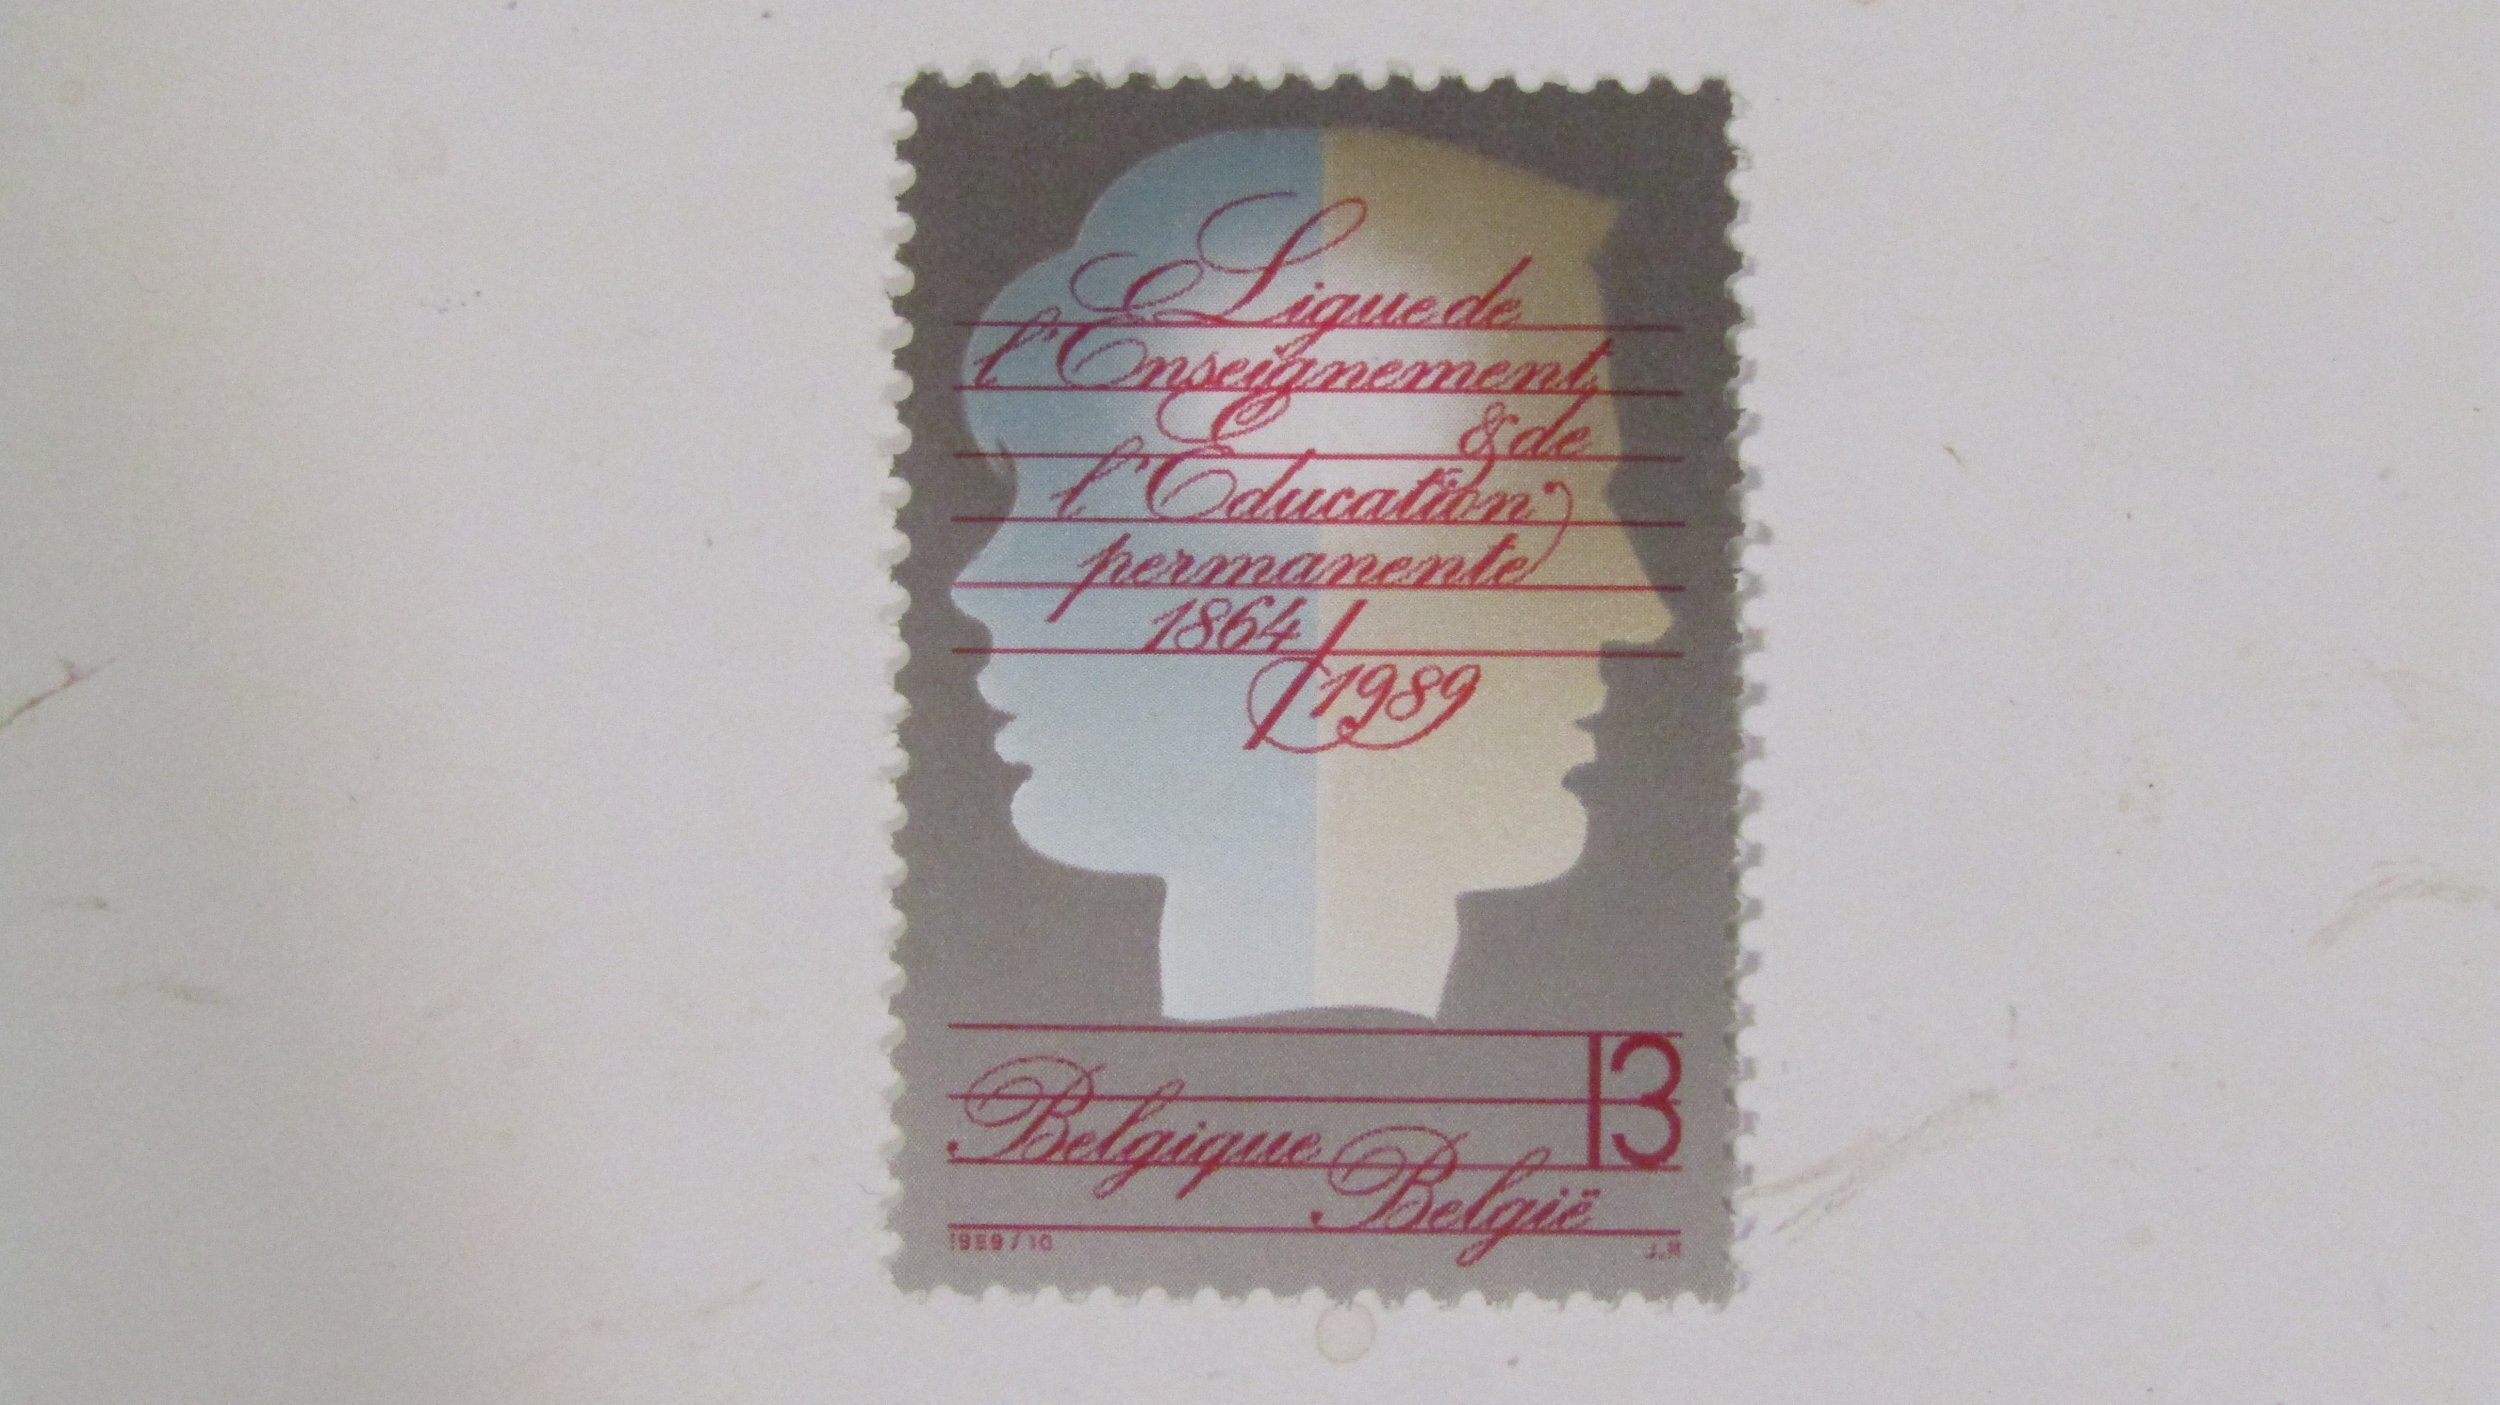 Ligue de
l'Enseignement
& de
l'Education
permanente
1864/
1989
13
Belgique
België
1989/10